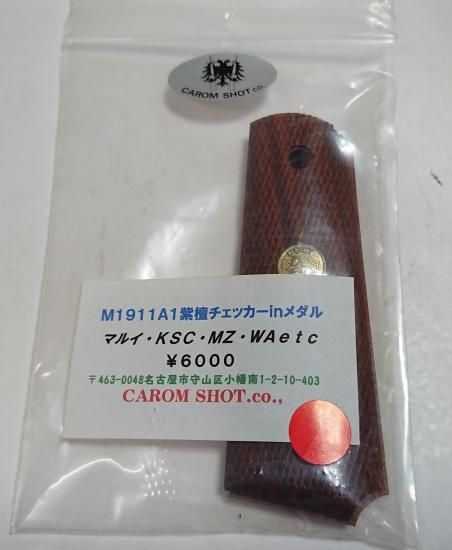 CAROM SHOT co.,
COLT
M1911A1紫檀チェッカーinメダル
マルイ・KSC・MZ・WAetc
￥6000
〒463-0048名古屋市守山区小幡南1-2-10-403
CAROM SHOT.co.,